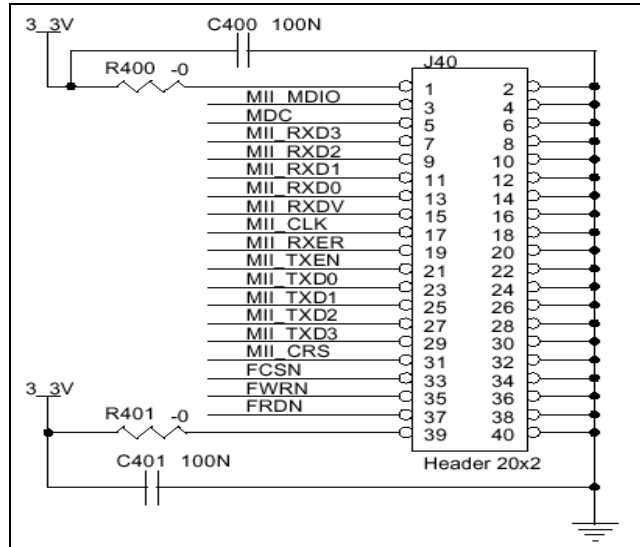 3_3V
C400 100N
J40
R400 -0
1 2
MII_MDIO
3 4
MDC
5 6
MII_RXD3
7 8
MII_RXD2
9 10
MII_RXD1
11 12
MII_RXD0
13 14
MII_RXDV
15 16
MII_CLK
17 18
MII_RXER
19 20
MII_TXEN
21 22
MII_TXD0
23 24
MII_TXD1
25 26
MII_TXD2
27 28
MII_TXD3
29 30
MII_CRS
31 32
FCSN
33 34
3_3V
FWRN
35 36
FRDN
37 38
R401 -0
39 40
C401 100N
Header 20x2